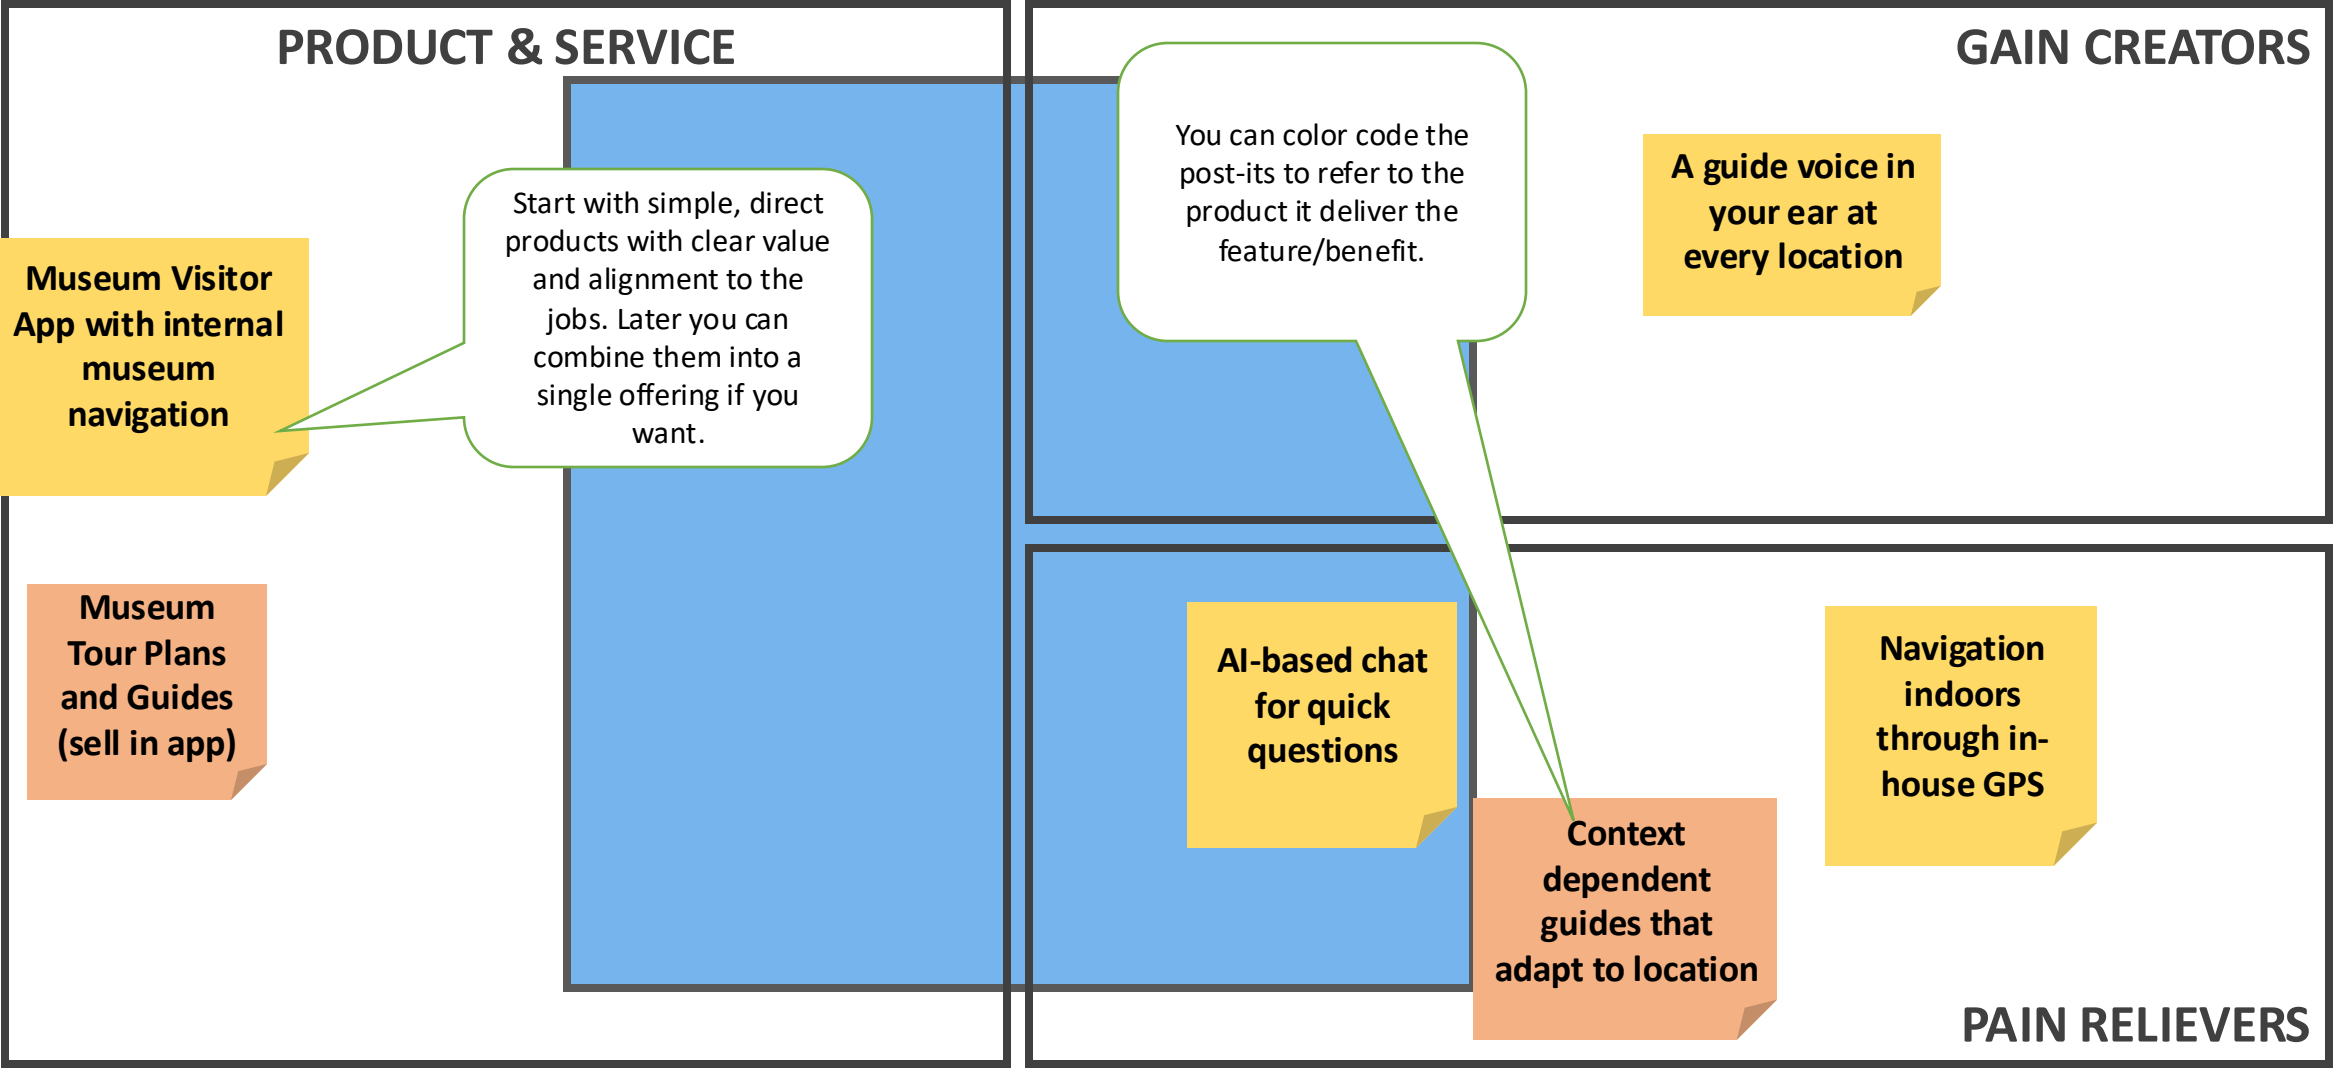 PRODUCT & SERVICE
Museum Visitor
App with internal
museum
navigation
Start with simple, direct
products with clear value
and alignment to the
jobs. Later you can
combine them into a
single offering if you
want.
Museum
Tour Plans
and Guides
(sell in app)
GAIN CREATORS
You can color code the
post-its to refer to the
product it deliver the
feature/benefit.
A guide voice in
your ear at
every location
AI-based chat
for quick
questions
Context
dependent
guides that
adapt to location
Navigation
indoors
through in-
house GPS
PAIN RELIEVERS